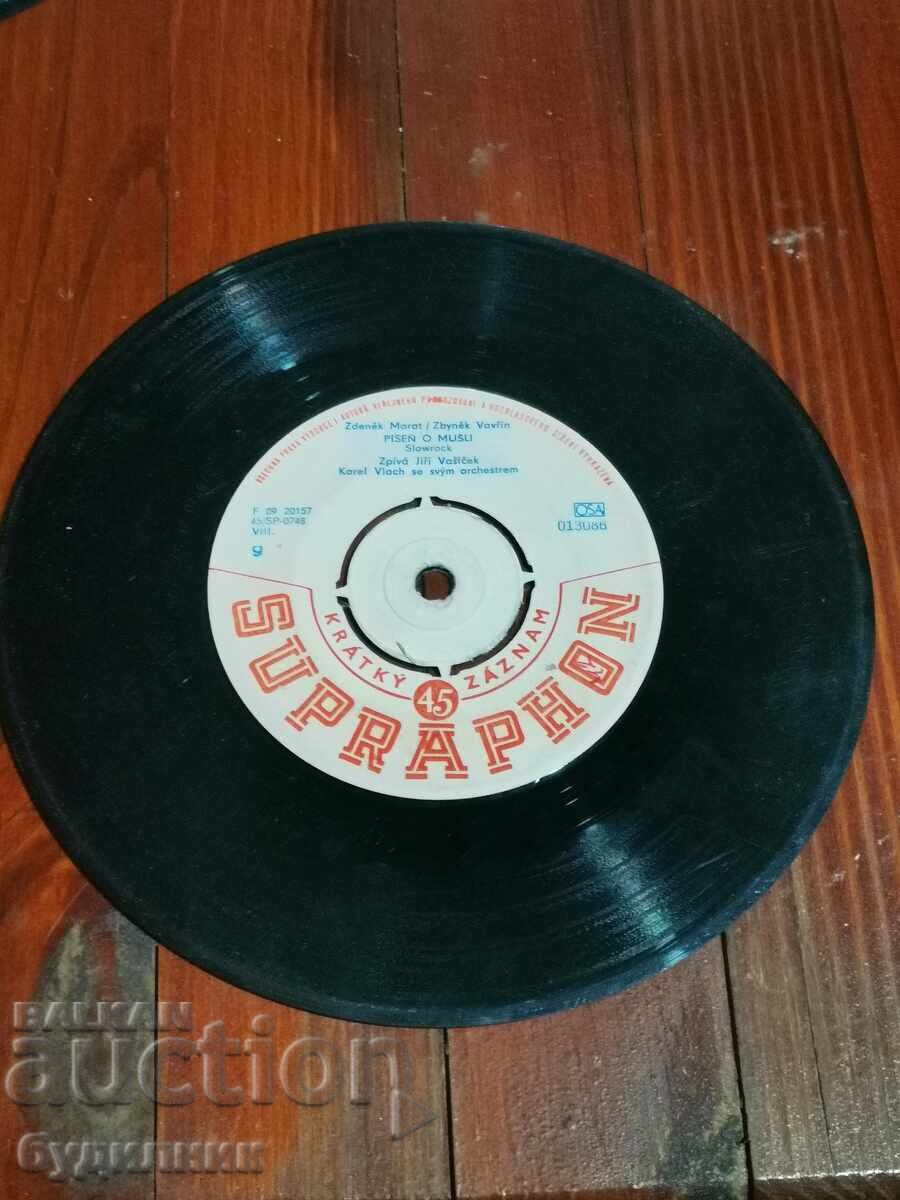 Zdeněk Marat / Zbyněk Vavřín
PÍSEŇ O MUŠLI
Slowrock
Zpívá Jiří Vašíček
Karel Vlach se svým orchestrem
F 09 20157
45/SP-0748
VIII.
g
OSA
013086
KRÁTKÝ 45 ZÁZNAM
SUPRAPHON
BALKAN
auction
будилник